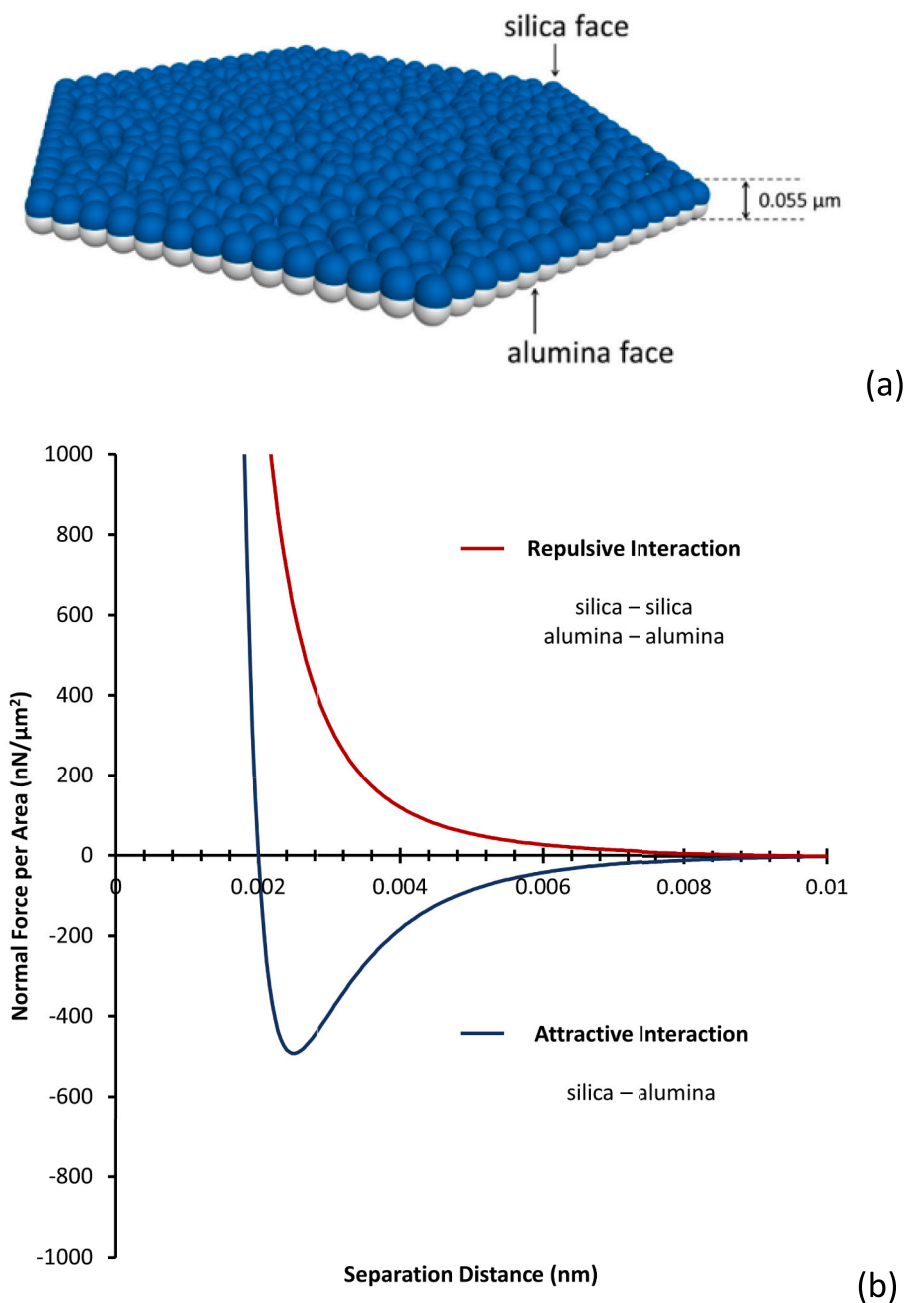 silica face
0.055 µm
alumina face
(a)
1000
800
600
400
200
0
-200
-400
-600
-800
-1000
Normal Force per Area (nN/µm²)
Repulsive Interaction
silica – silica
alumina – alumina
0 0.002 0.004 0.006 0.008 0.01
Attractive Interaction
silica – alumina
Separation Distance (nm)
(b)